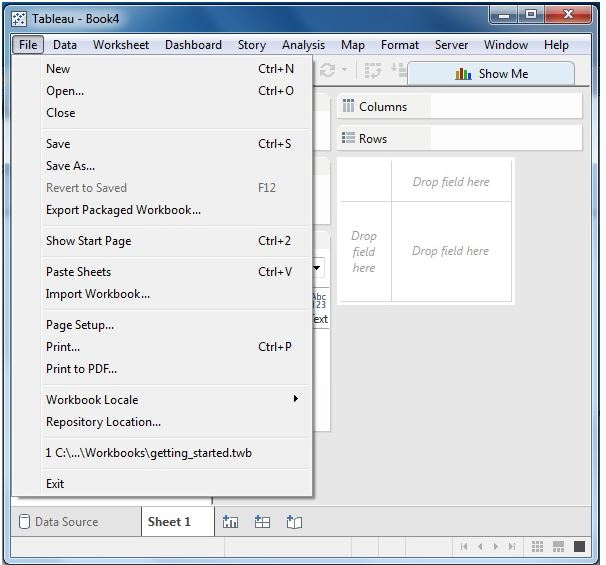 Tableau - Book4
File Data Worksheet Dashboard Story Analysis Map Format Server Window Help
Show Me
New Ctrl+N
Open... Ctrl+O
Close
Save Ctrl+S
Save As...
Revert to Saved F12
Export Packaged Workbook...
Show Start Page Ctrl+2
Paste Sheets Ctrl+V
Import Workbook...
Page Setup...
Print... Ctrl+P
Print to PDF...
Workbook Locale
Repository Location...
1 C:\...\Workbooks\getting_started.twb
Exit
Columns
Rows
Drop field here
Drop
field
here
Drop field here
Abc
123
Data Source Sheet 1